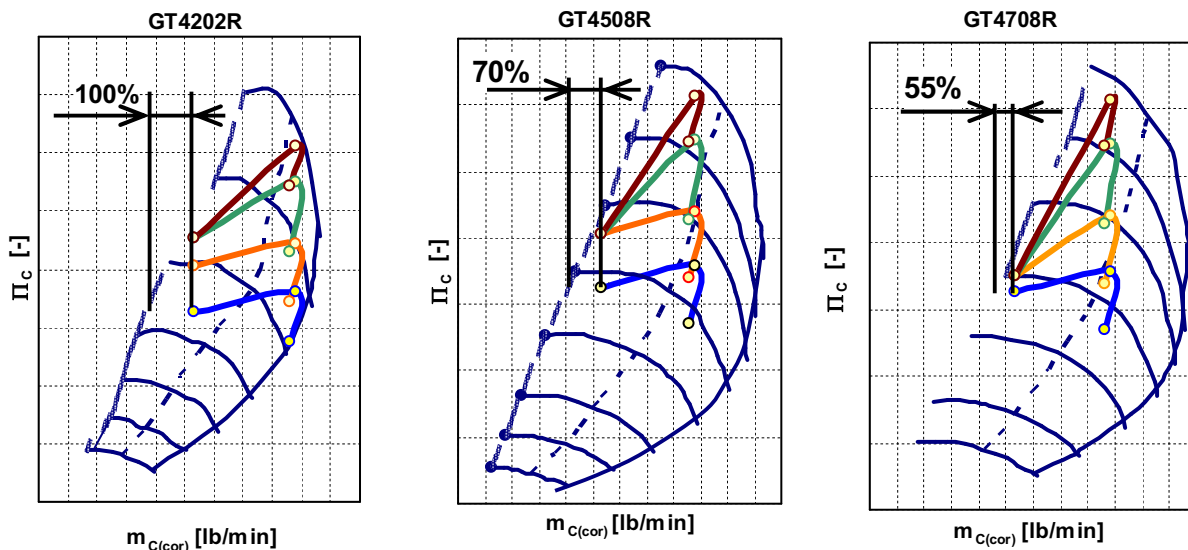 GT4202R
GT4508R
GT4708R
100%
70%
55%
Π_C [-]
Π_C [-]
Π_C [-]
m_C(cor) [lb/min]
m_C(cor) [lb/min]
m_C(cor) [lb/min]